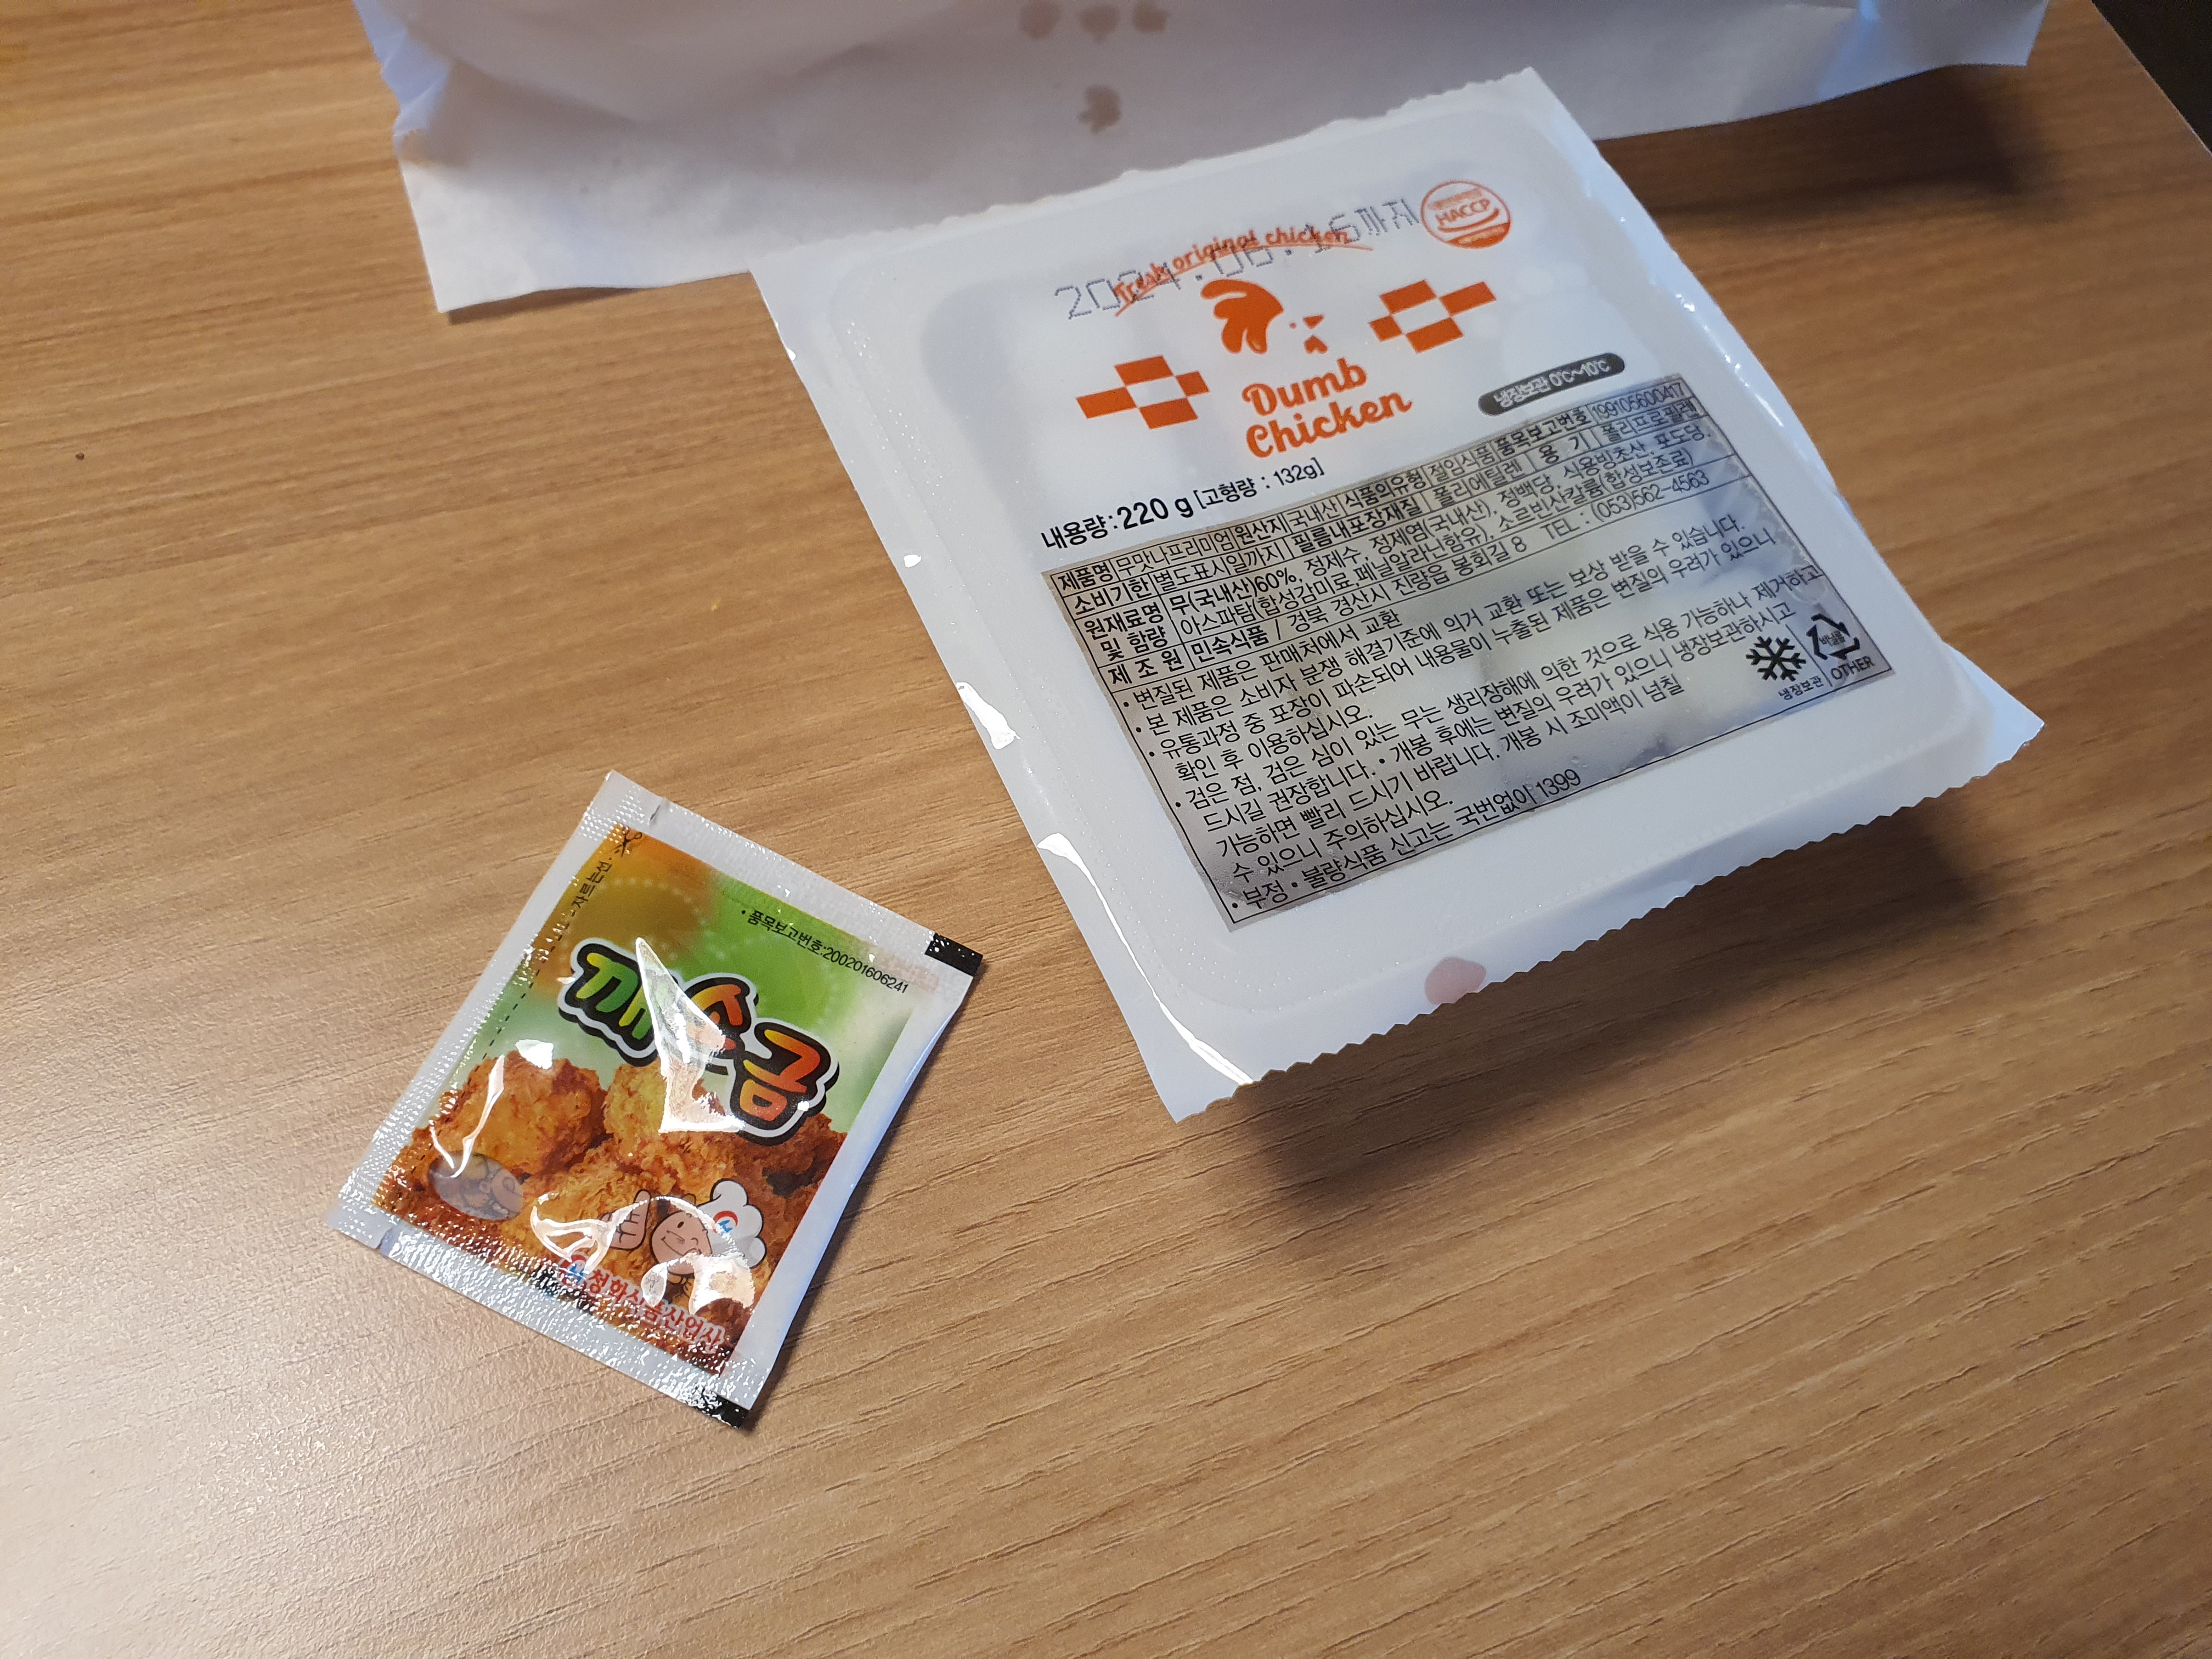 2024.06.16까지
Fresh original chicken
HACCP
Dumb
Chicken
냉장보관 0℃~10℃
내용량:220 g [고형량 : 132g]
제품명 무맛나프리미엄 원산지 국내산 식품의유형 절임식품 품목보고번호 199105600417
소비기한 별도표시일까지 필름내포장재질 폴리에틸렌 용 기 폴리프로필렌
원재료명 및 함량 무(국내산)60%, 정제수, 정제염(국내산), 정백당, 식용빙초산, 포도당,
아스파탐(합성감미료,페닐알라닌함유), 소르빈산칼륨(합성보존료)
제 조 원 민속식품 / 경북 경산시 진량읍 봉회길 8 TEL : (053)562-4563
• 변질된 제품은 판매처에서 교환
• 본 제품은 소비자 분쟁 해결기준에 의거 교환 또는 보상 받을 수 있습니다.
• 유통과정 중 포장이 파손되어 내용물이 누출된 제품은 변질의 우려가 있으니
확인 후 이용하십시오.
• 검은 점, 검은 심이 있는 무는 생리장해에 의한 것으로 식용 가능하나 제거하고
드시길 권장합니다. • 개봉 후에는 변질의 우려가 있으니 냉장보관하시고
가능하면 빨리 드시기 바랍니다. 개봉 시 조미액이 넘칠
수 있으니 주의하십시오.
• 부정 • 불량식품 신고는 국번없이 1399
냉장보관
비닐류
OTHER
자르는선
• 품목보고번호:200201606241
깨소금
청화식품산업사